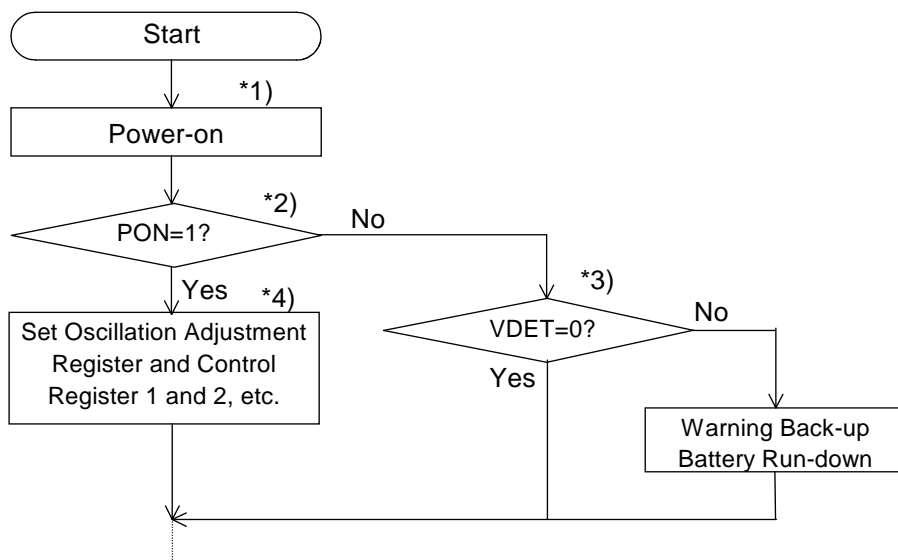 Start
*1)
Power-on
*2)
PON=1?
No
Yes
*3)
VDET=0?
No
Yes
*4)
Set Oscillation Adjustment
Register and Control
Register 1 and 2, etc.
Warning Back-up
Battery Run-down